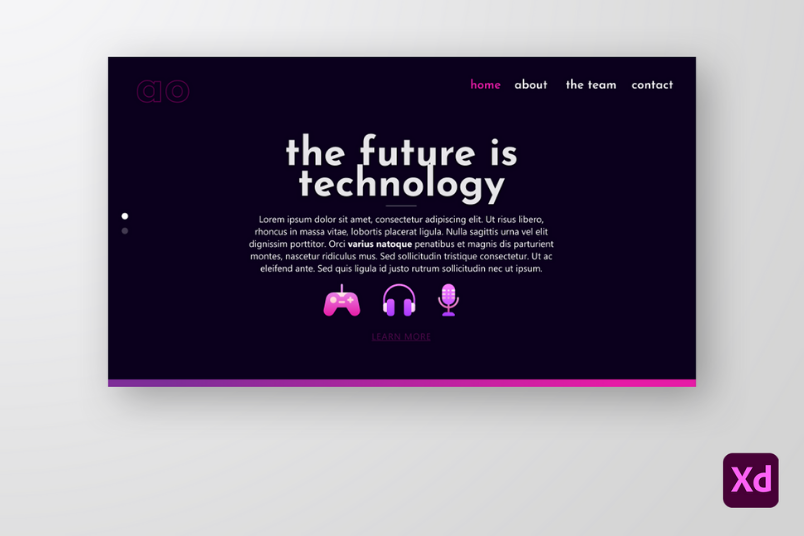 ao
home about the team contact
the future is
technology
Lorem ipsum dolor sit amet, consectetur adipiscing elit. Ut risus libero,
rhoncus in massa vitae, lobortis placerat ligula. Nulla sagittis urna vel elit
dignissim porttitor. Orci varius natoque penatibus et magnis dis parturient
montes, nascetur ridiculus mus. Sed sollicitudin tristique consectetur. Ut ac
eleifend ante. Sed quis ligula id justo rutrum sollicitudin nec ut ipsum.
LEARN MORE
Xd